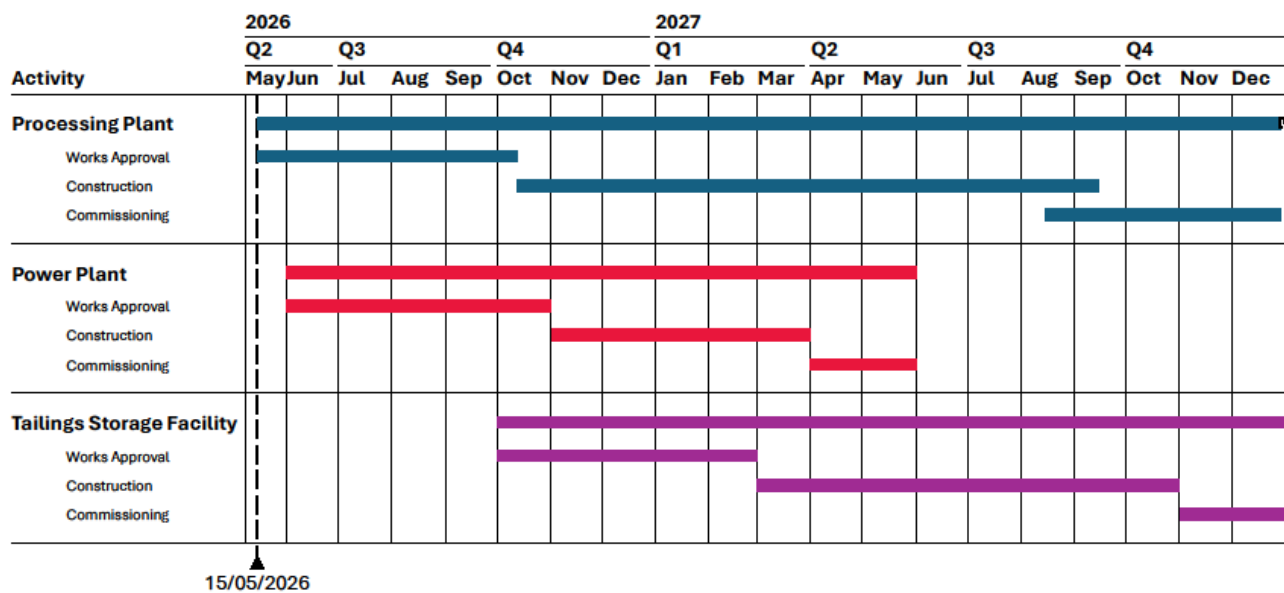 2026 2027
Q2 Q3 Q4 Q1 Q2 Q3 Q4
Activity May Jun Jul Aug Sep Oct Nov Dec Jan Feb Mar Apr May Jun Jul Aug Sep Oct Nov Dec
Processing Plant
Works Approval
Construction
Commissioning
Power Plant
Works Approval
Construction
Commissioning
Tailings Storage Facility
Works Approval
Construction
Commissioning
15/05/2026